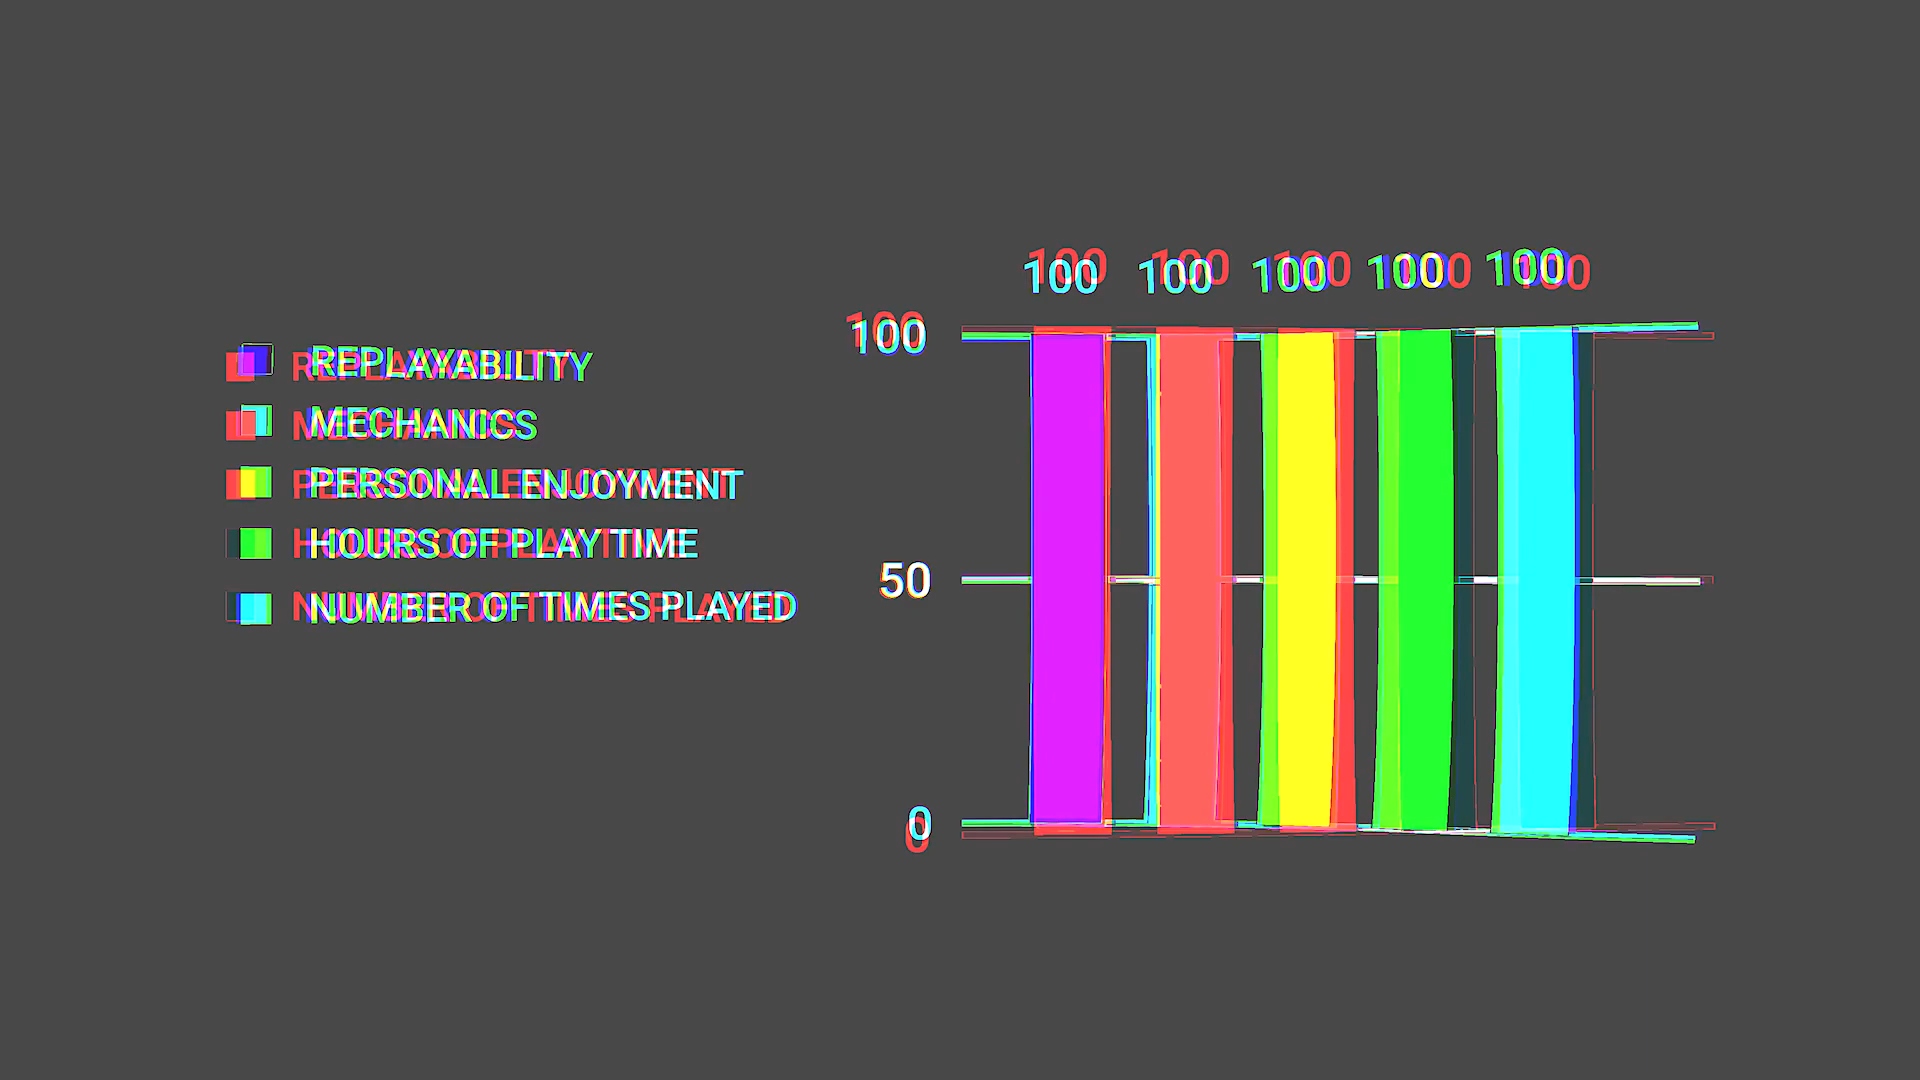 REPLAYABILITY
MECHANICS
PERSONAL ENJOYMENT
HOURS OF PLAY TIME
NUMBER OF TIMES PLAYED
100 100 100 100 100
100
50
0